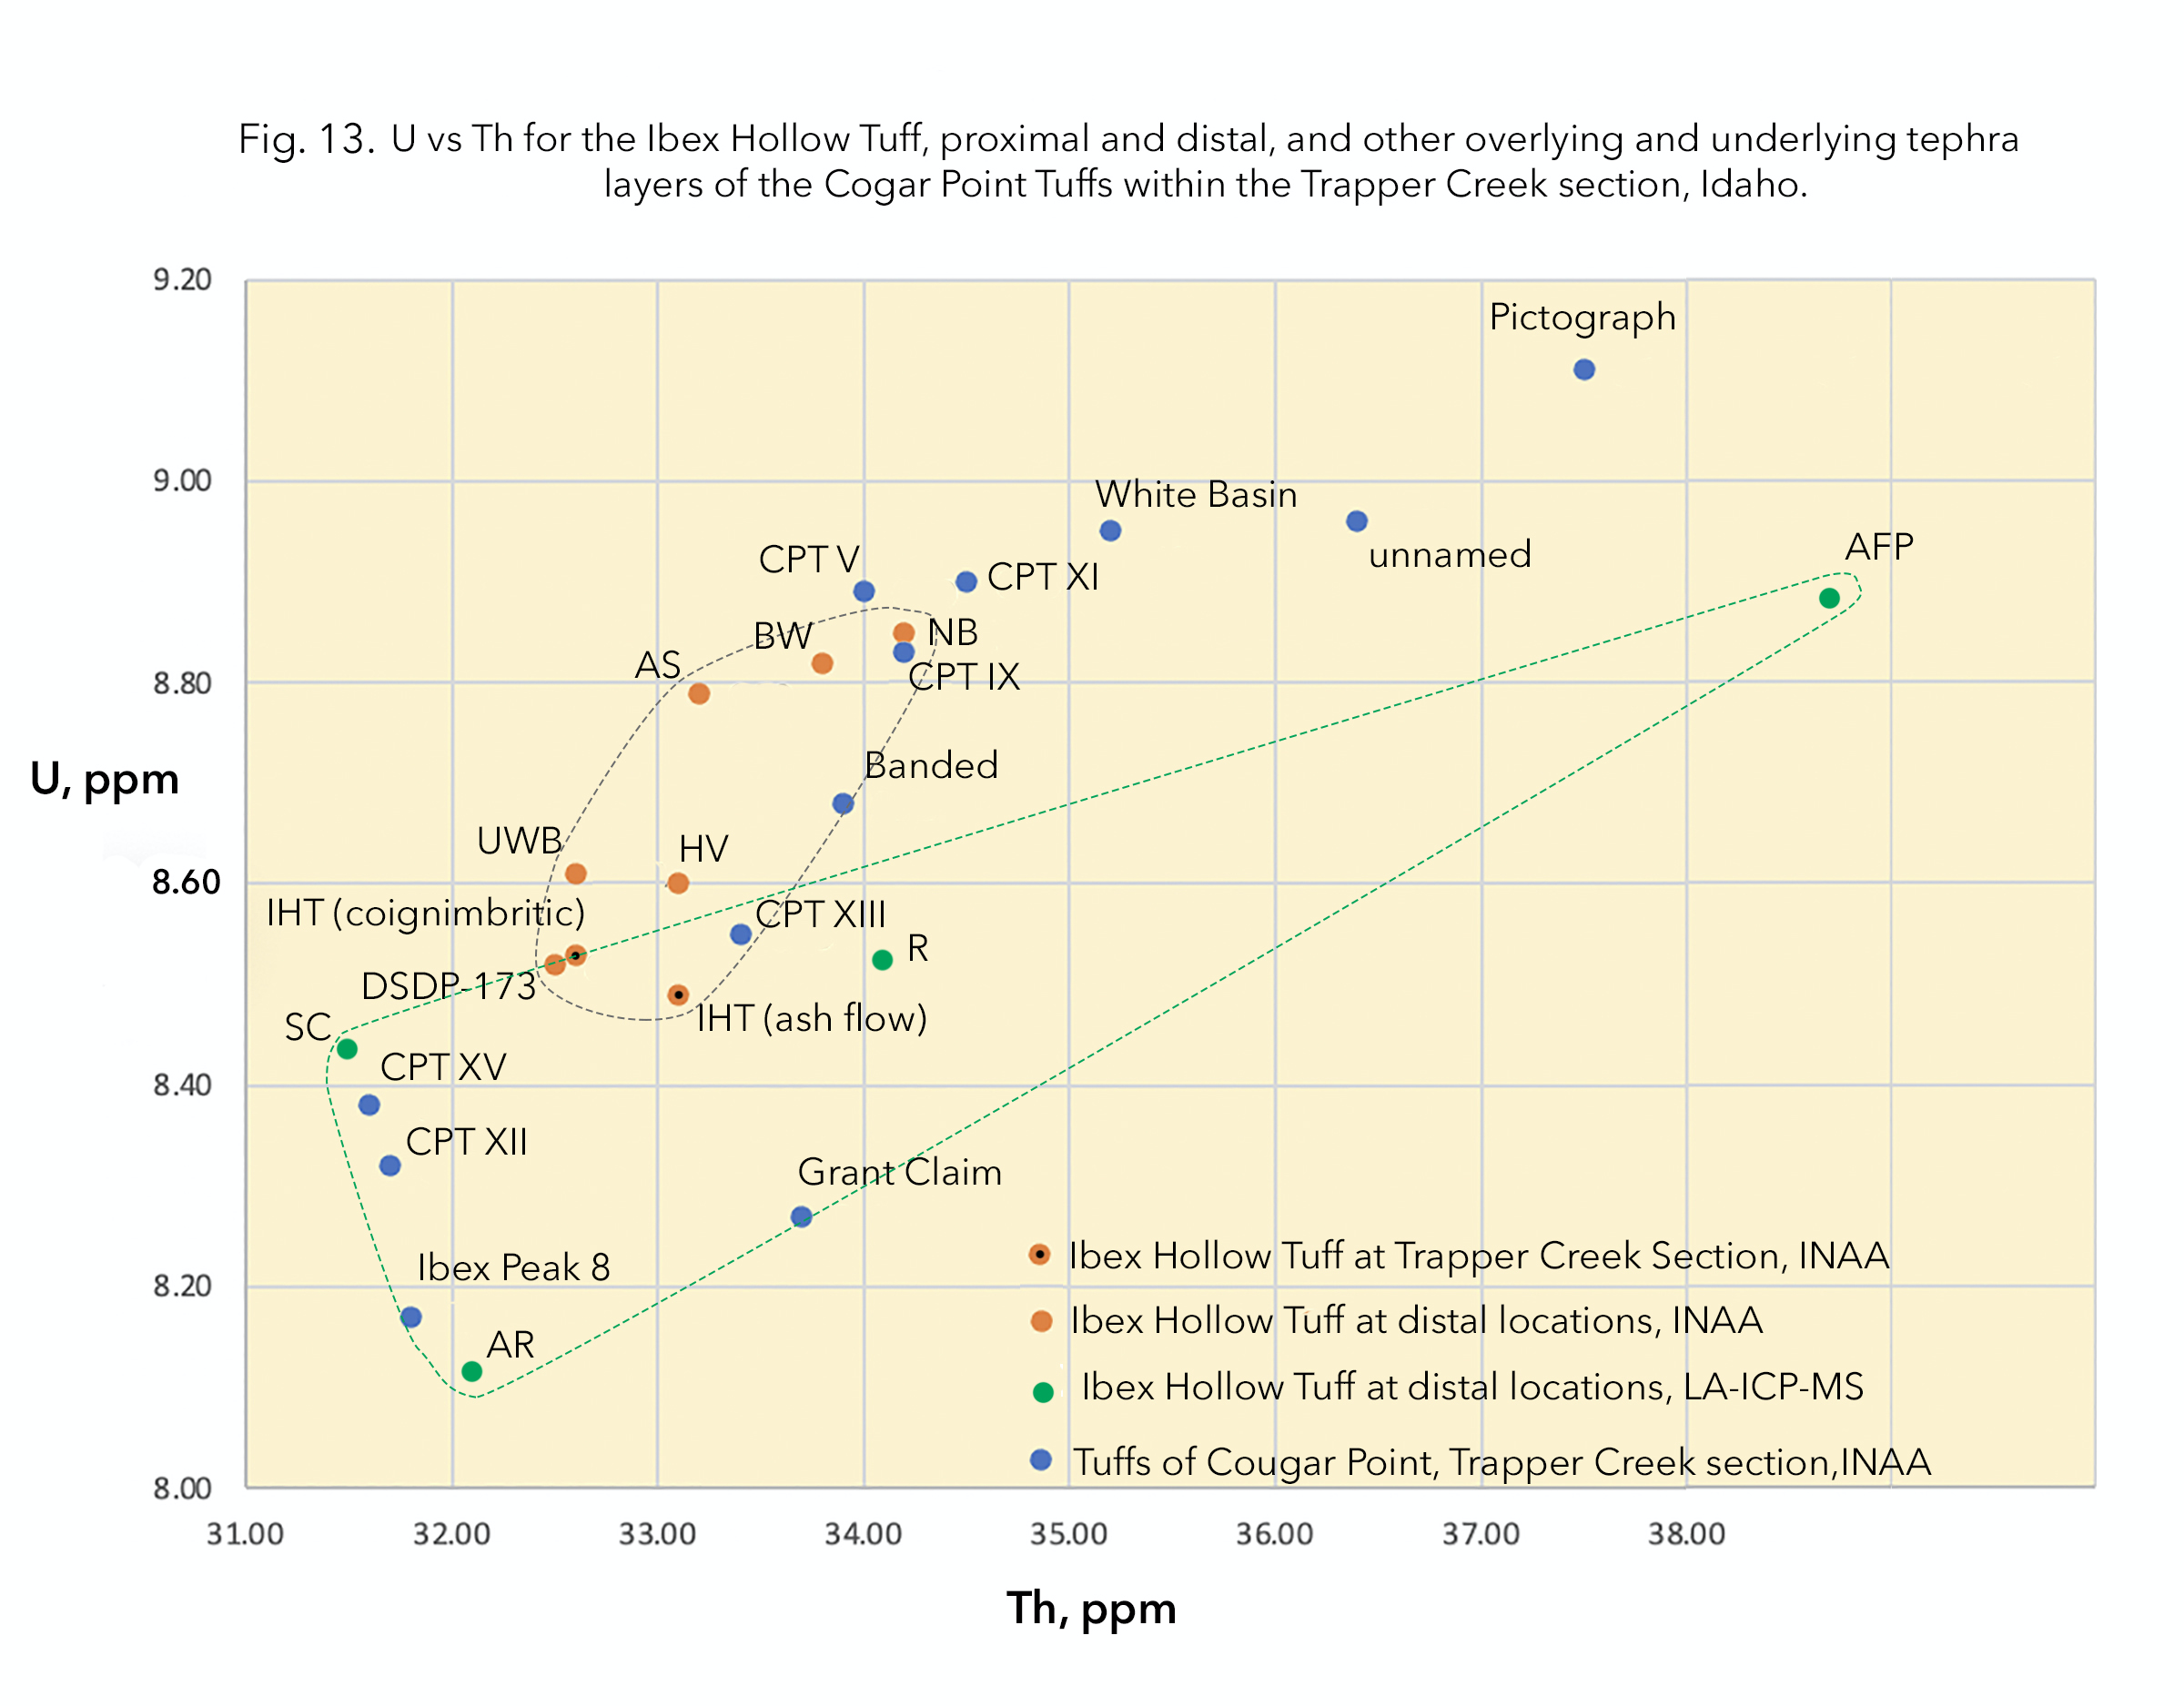 Fig. 13. U vs Th for the Ibex Hollow Tuff, proximal and distal, and other overlying and underlying tephra
layers of the Cogar Point Tuffs within the Trapper Creek section, Idaho.
9.20
Pictograph
9.00
White Basin
unnamed
AFP
CPT V
CPT XI
BW
NB
AS
CPT IX
8.80
U, ppm
Banded
UWB
HV
8.60
IHT (coignimbritic)
CPT XIII
R
DSDP-173
IHT (ash flow)
SC
CPT XV
8.40
CPT XII
Grant Claim
Ibex Peak 8
8.20
AR
Ibex Hollow Tuff at Trapper Creek Section, INAA
Ibex Hollow Tuff at distal locations, INAA
Ibex Hollow Tuff at distal locations, LA-ICP-MS
Tuffs of Cougar Point, Trapper Creek section,INAA
8.00
31.00 32.00 33.00 34.00 35.00 36.00 37.00 38.00
Th, ppm